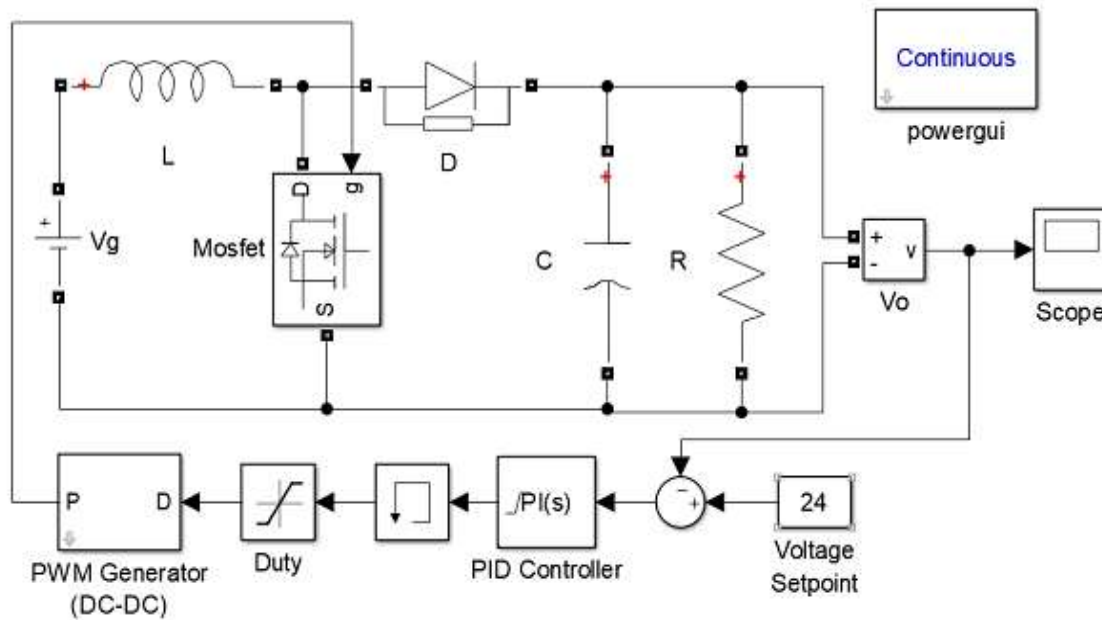 Continuous
powergui
L
D
D
g
Mosfet
S
+
Vg
C
R
+
-
v
Vo
Scope
P
D
PWM Generator
(DC-DC)
Duty
PI(s)
PID Controller
−
+
24
Voltage
Setpoint